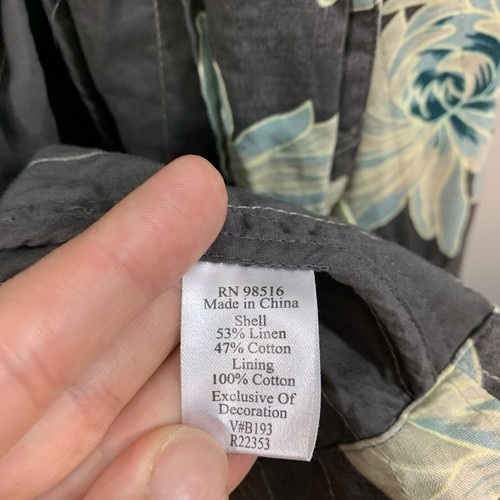 RN 98516
Made in China
Shell
53% Linen
47% Cotton
Lining
100% Cotton
Exclusive Of
Decoration
V#B193
R22353